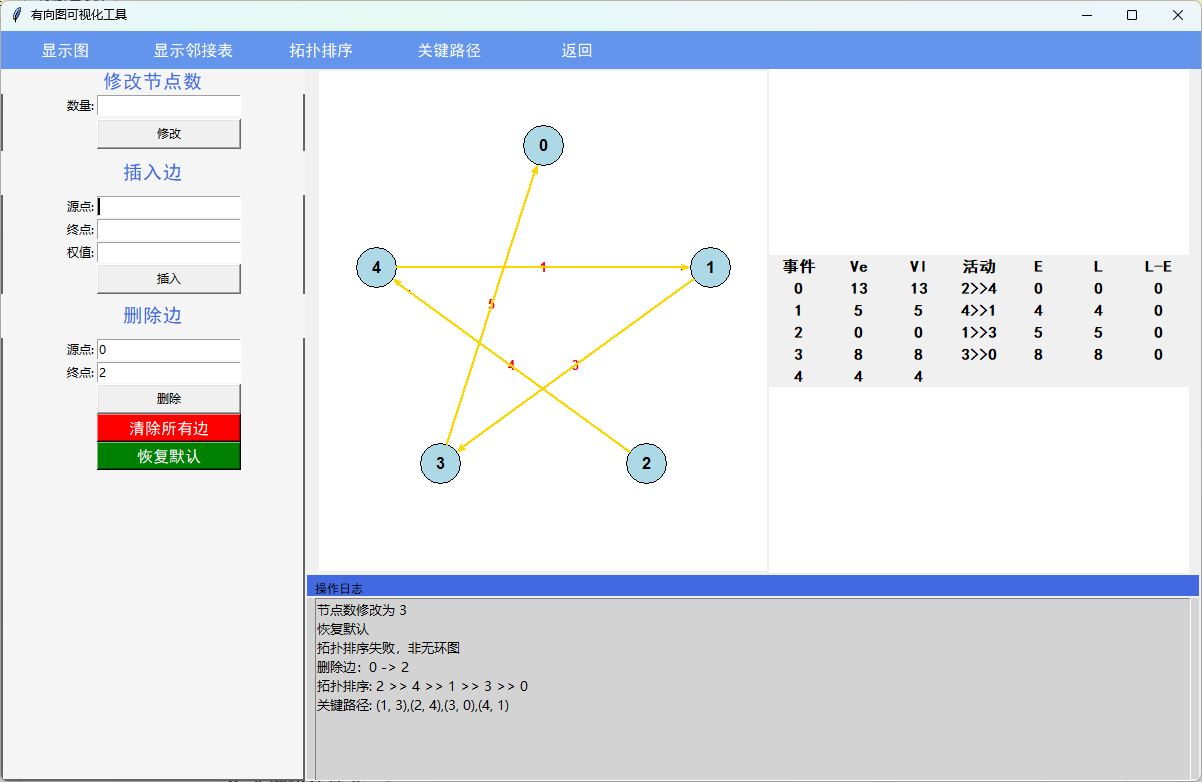 有向图可视化工具
显示图 显示邻接表 拓扑排序 关键路径 返回
修改节点数
数量:
修改
插入边
源点:
终点:
权值:
插入
删除边
源点: 0
终点: 2
删除
清除所有边
恢复默认
0
4
1
1
5
4
3
3
2
事件 Ve Vl 活动 E L L-E
0 13 13 2>>4 0 0 0
1 5 5 4>>1 4 4 0
2 0 0 1>>3 5 5 0
3 8 8 3>>0 8 8 0
4 4 4
操作日志
节点数修改为 3
恢复默认
拓扑排序失败，非无环图
删除边：0 -> 2
拓扑排序: 2 >> 4 >> 1 >> 3 >> 0
关键路径: (1, 3),(2, 4),(3, 0),(4, 1)